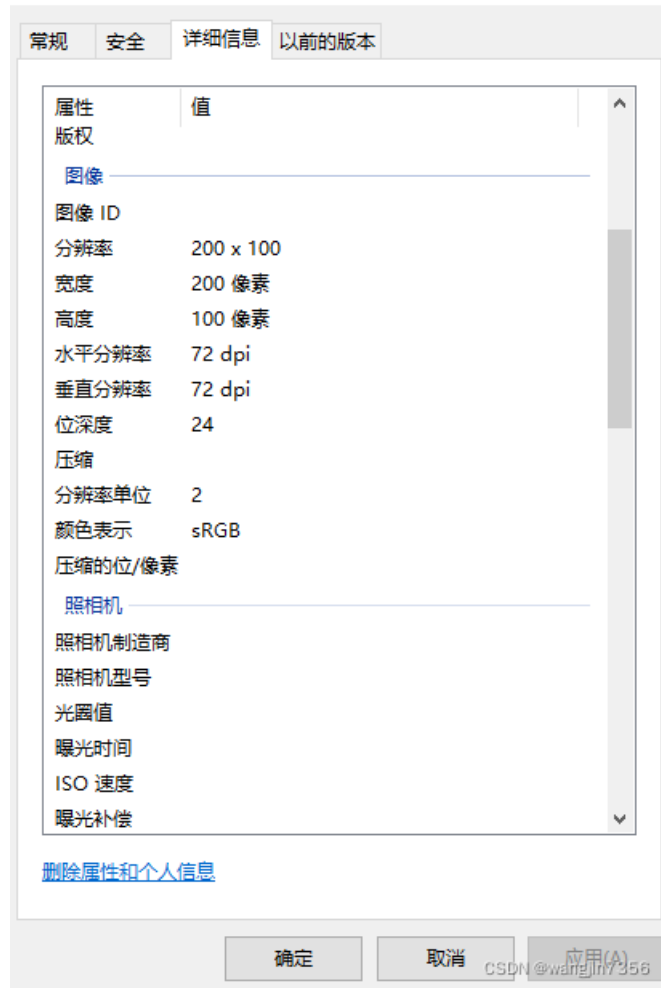 常规 安全 详细信息 以前的版本
属性 值
版权
图像
图像 ID
分辨率 200 x 100
宽度 200 像素
高度 100 像素
水平分辨率 72 dpi
垂直分辨率 72 dpi
位深度 24
压缩
分辨率单位 2
颜色表示 sRGB
压缩的位/像素
照相机
照相机制造商
照相机型号
光圈值
曝光时间
ISO 速度
曝光补偿
删除属性和个人信息
确定 取消 应用(A)
CSDN @wangjin7356